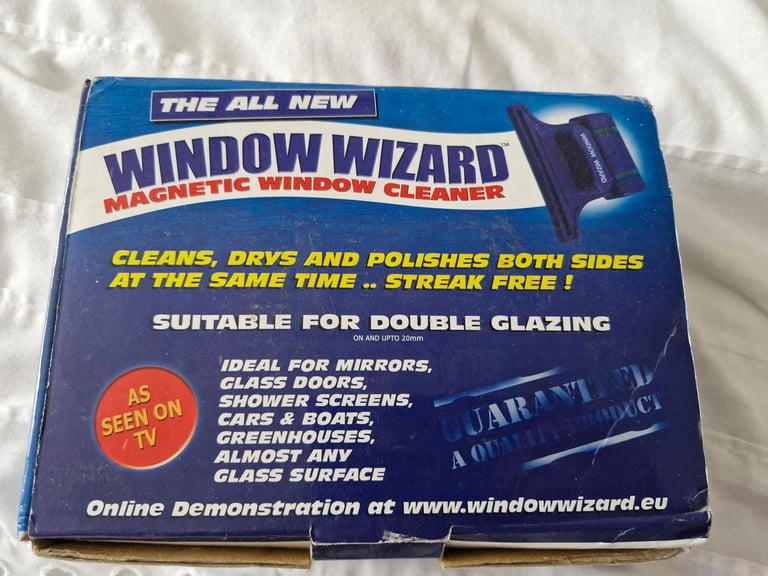 THE ALL NEW
WINDOW WIZARD™
MAGNETIC WINDOW CLEANER
WINDOW WIZARD
CLEANS, DRYS AND POLISHES BOTH SIDES
AT THE SAME TIME .. STREAK FREE !
SUITABLE FOR DOUBLE GLAZING
ON AND UPTO 20mm
AS
SEEN ON
TV
IDEAL FOR MIRRORS,
GLASS DOORS,
SHOWER SCREENS,
CARS & BOATS,
GREENHOUSES,
ALMOST ANY
GLASS SURFACE
GUARANTEED
A QUALITY PRODUCT
Online Demonstration at www.windowwizard.eu